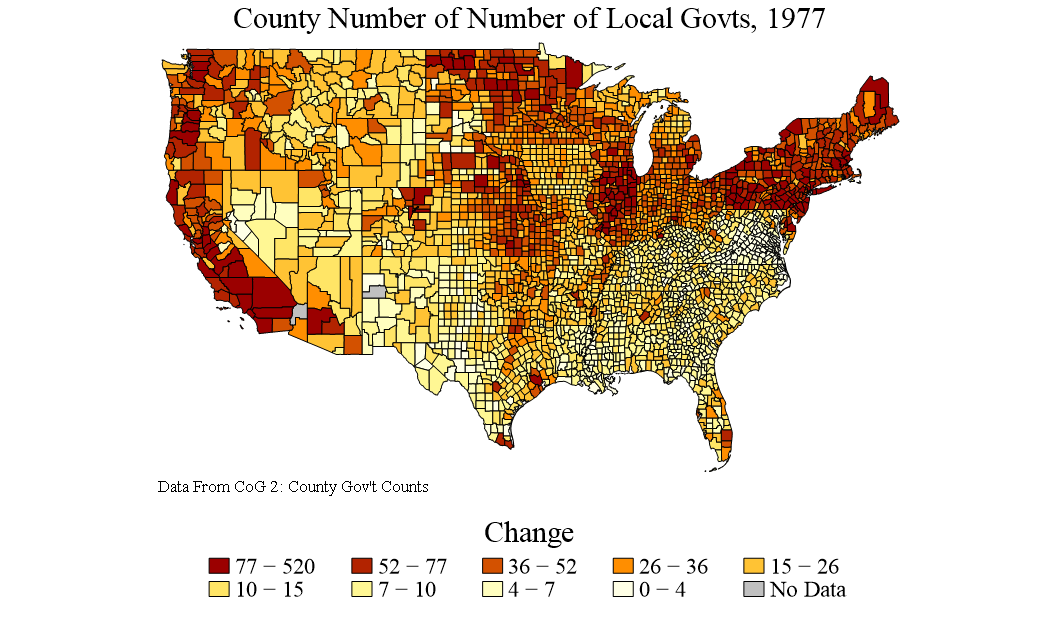 County Number of Number of Local Govts, 1977
Data From CoG 2: County Gov't Counts
Change
77 − 520 52 − 77 36 − 52 26 − 36 15 − 26
10 − 15 7 − 10 4 − 7 0 − 4 No Data